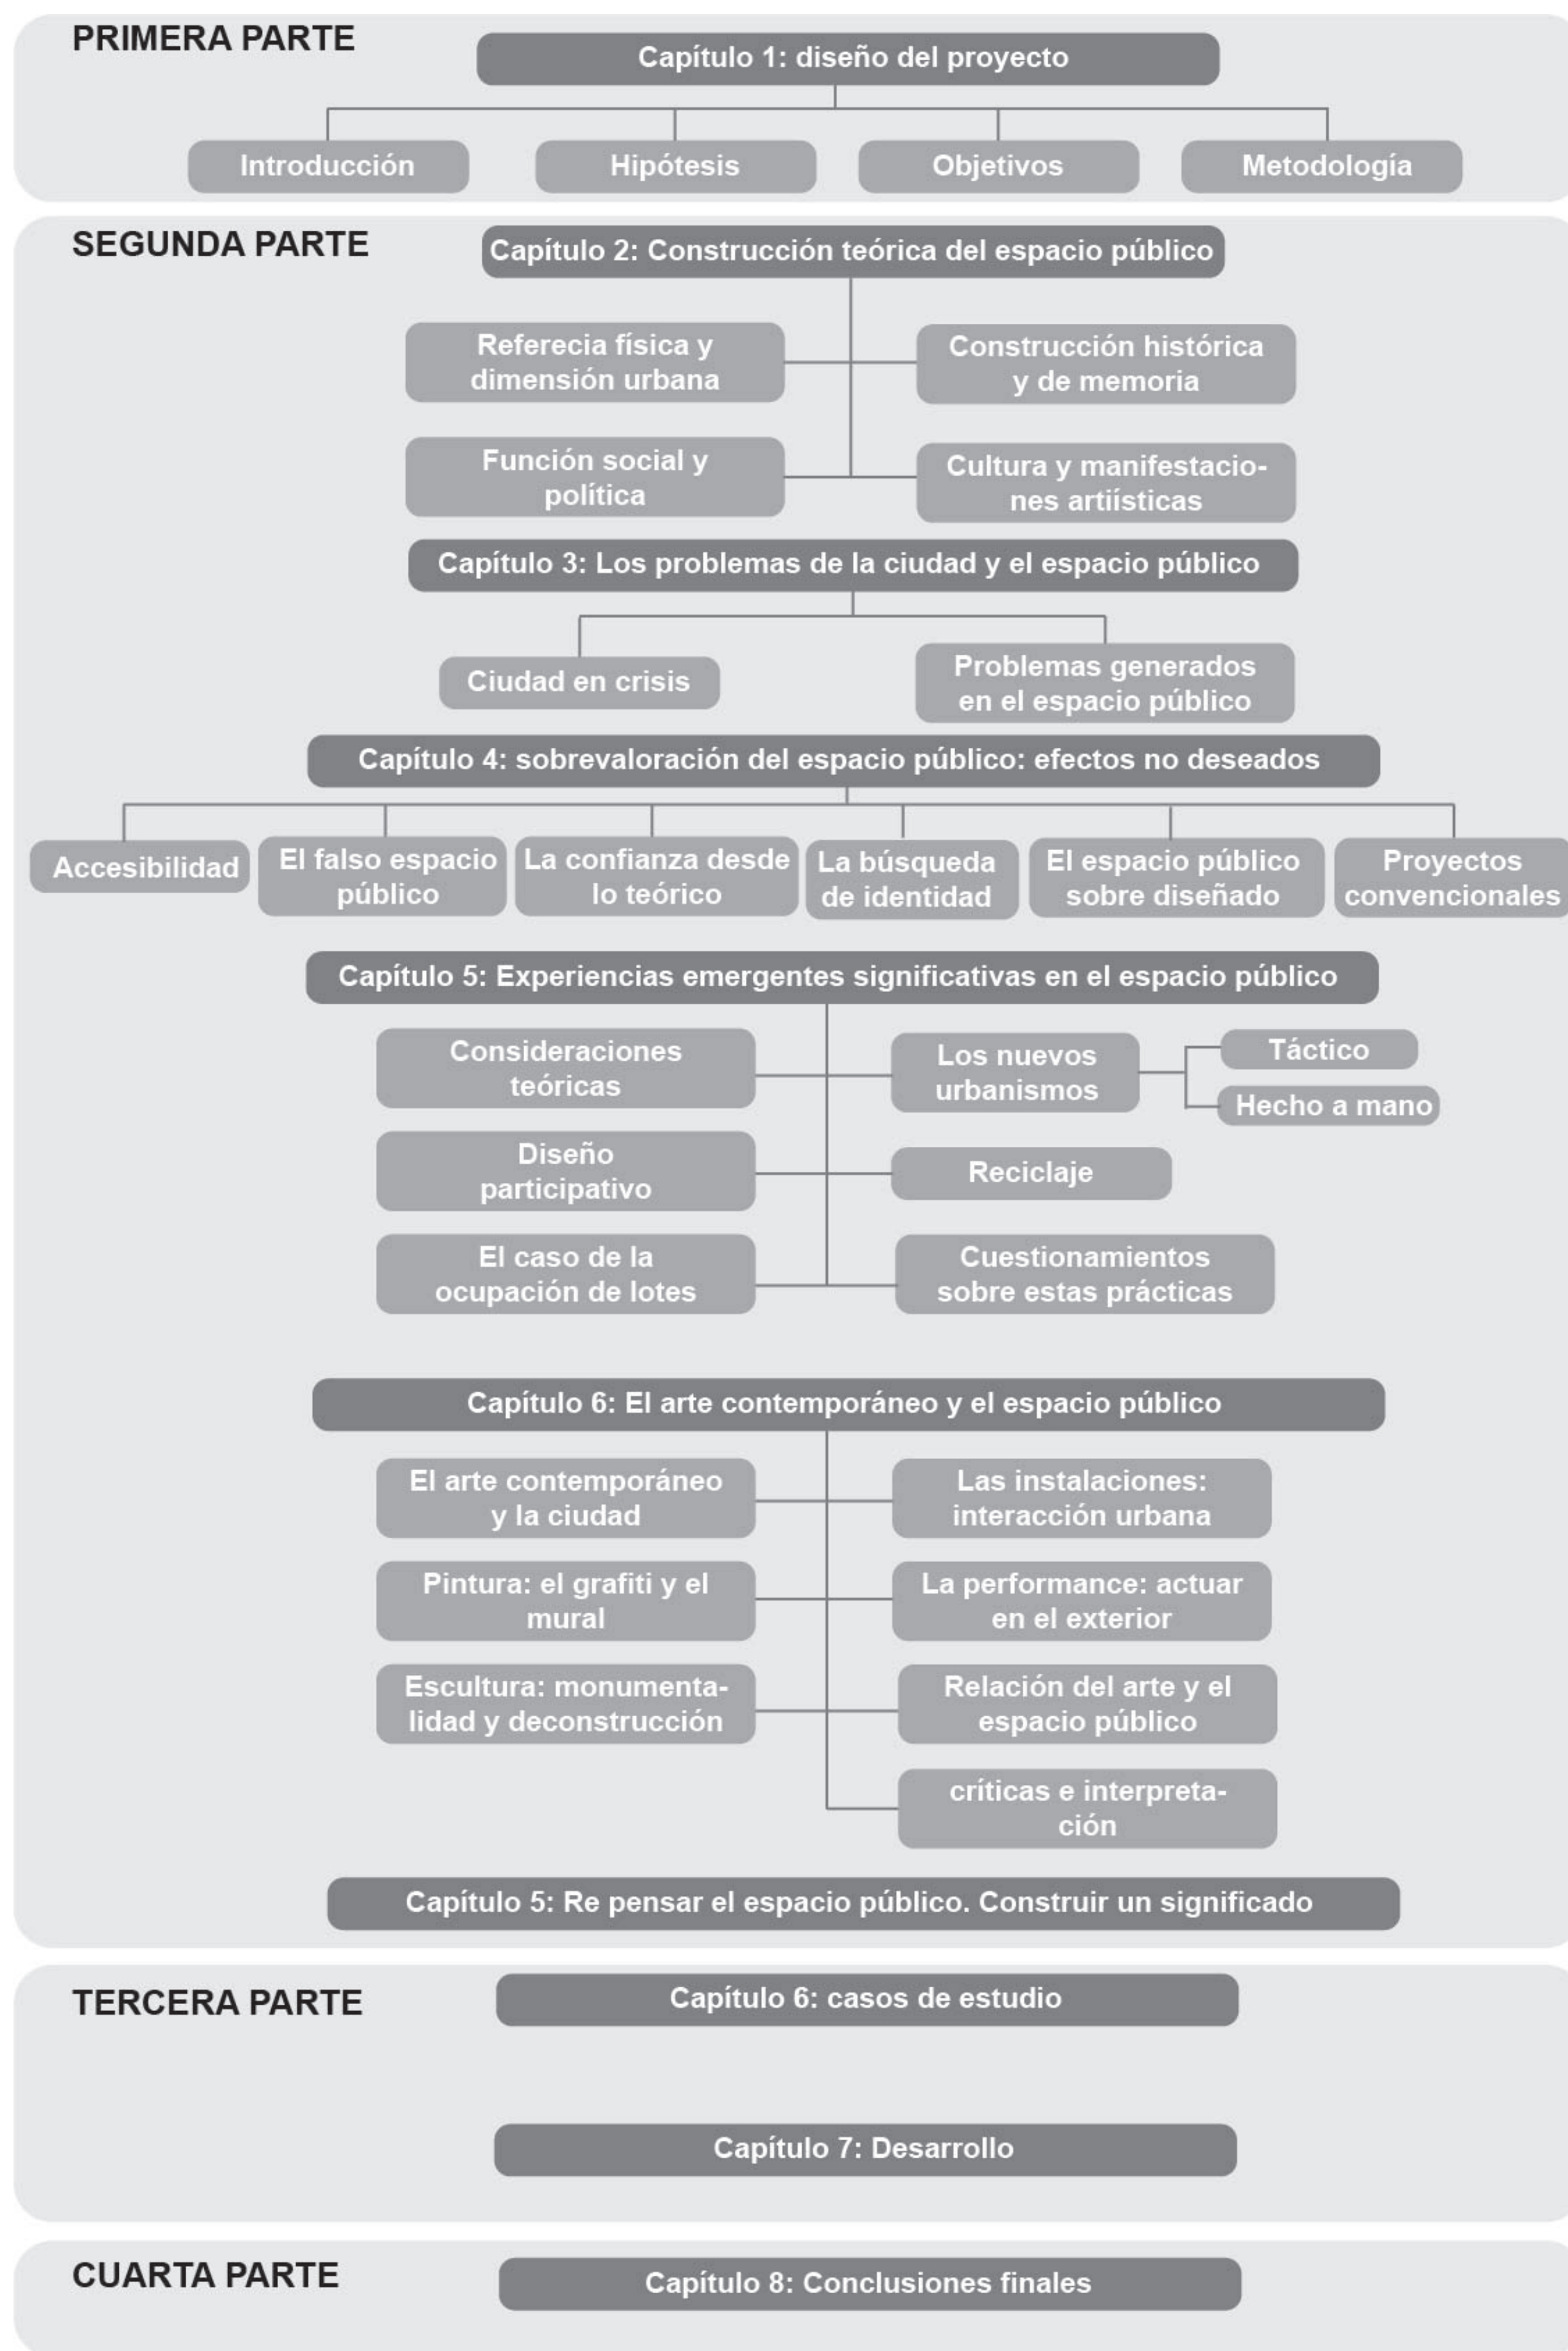 PRIMERA PARTE
Capítulo 1: diseño del proyecto
Introducción
Hipótesis
Objetivos
Metodología
SEGUNDA PARTE
Capítulo 2: Construcción teórica del espacio público
Referecia física y
dimensión urbana
Construcción histórica
y de memoria
Función social y
política
Cultura y manifestacio-
nes artiísticas
Capítulo 3: Los problemas de la ciudad y el espacio público
Ciudad en crisis
Problemas generados
en el espacio público
Capítulo 4: sobrevaloración del espacio público: efectos no deseados
Accesibilidad
El falso espacio
público
La confianza desde
lo teórico
La búsqueda
de identidad
El espacio público
sobre diseñado
Proyectos
convencionales
Capítulo 5: Experiencias emergentes significativas en el espacio público
Consideraciones
teóricas
Los nuevos
urbanismos
Táctico
Hecho a mano
Diseño
participativo
Reciclaje
El caso de la
ocupación de lotes
Cuestionamientos
sobre estas prácticas
Capítulo 6: El arte contemporáneo y el espacio público
El arte contemporáneo
y la ciudad
Las instalaciones:
interacción urbana
Pintura: el grafiti y el
mural
La performance: actuar
en el exterior
Escultura: monumenta-
lidad y deconstrucción
Relación del arte y el
espacio público
críticas e interpreta-
ción
Capítulo 5: Re pensar el espacio público. Construir un significado
TERCERA PARTE
Capítulo 6: casos de estudio
Capítulo 7: Desarrollo
CUARTA PARTE
Capítulo 8: Conclusiones finales